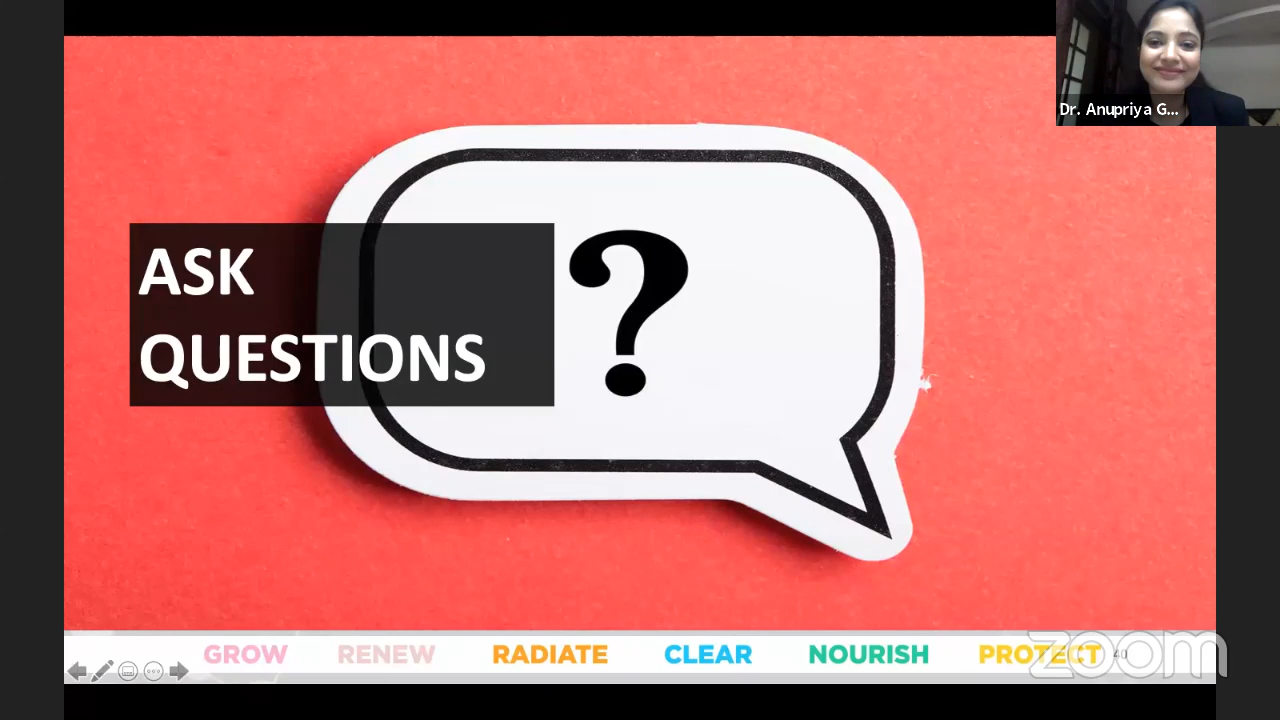 Dr. Anupriya G...
ASK
QUESTIONS
?
GROW RENEW RADIATE CLEAR NOURISH PROTECT 40
zoom